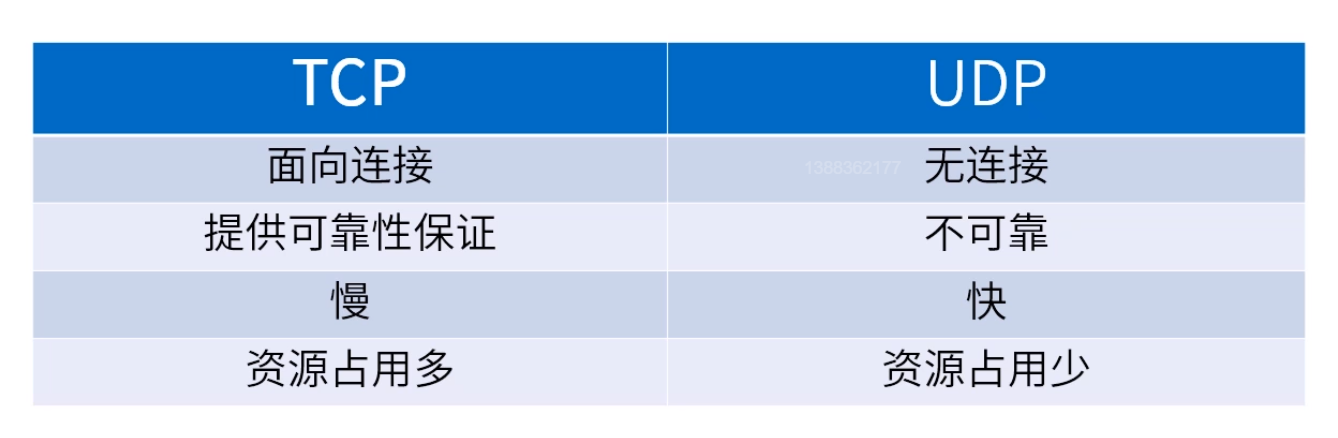 TCP UDP
面向连接 1388362177 无连接
提供可靠性保证 不可靠
慢 快
资源占用多 资源占用少